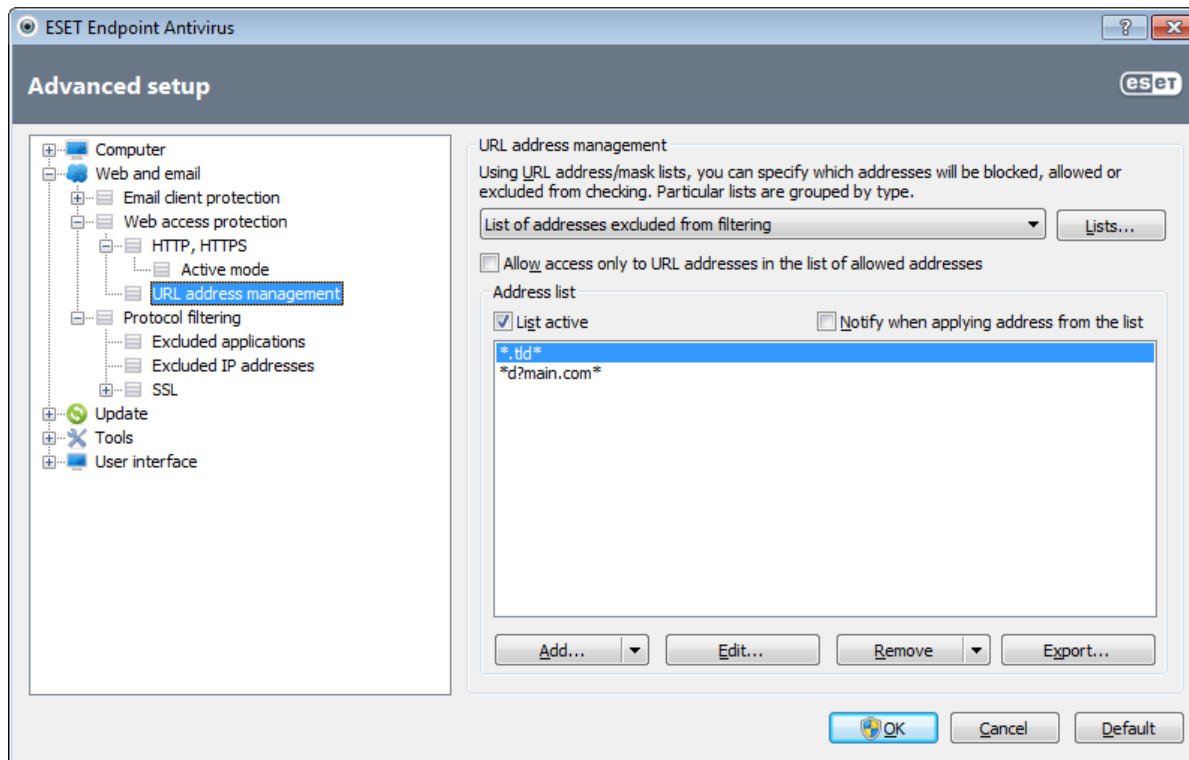 ESET Endpoint Antivirus
?
Advanced setup
eset
Computer
Web and email
Email client protection
Web access protection
HTTP, HTTPS
Active mode
URL address management
Protocol filtering
Excluded applications
Excluded IP addresses
SSL
Update
Tools
User interface
URL address management
Using URL address/mask lists, you can specify which addresses will be blocked, allowed or
excluded from checking. Particular lists are grouped by type.
List of addresses excluded from filtering
Lists...
Allow access only to URL addresses in the list of allowed addresses
Address list
List active
Notify when applying address from the list
*.tld*
*d?main.com*
Add...
Edit...
Remove
Export...
OK
Cancel
Default